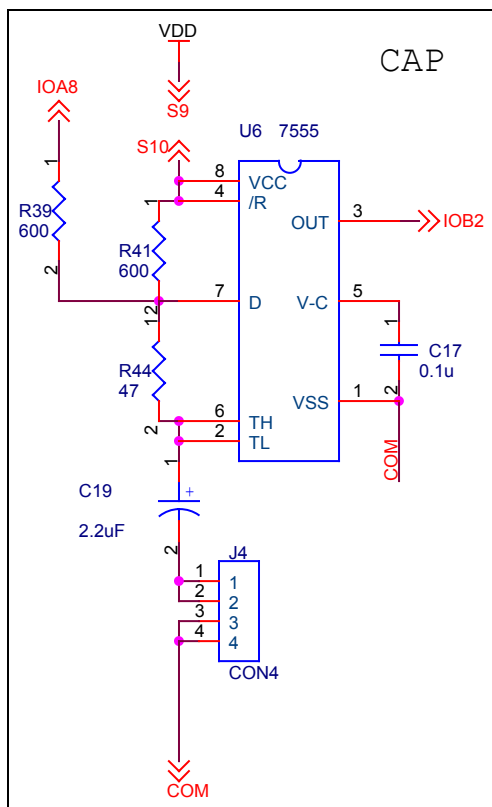 VDD
CAP
IOA8
S9
U6 7555
S10
1
8
VCC
4
/R
1
3
OUT
IOB2
R39
600
R41
600
2
7
D
5
V-C
12
1
C17
0.1u
R44
47
1
VSS
2
6
TH
2
2
TL
COM
1
C19
+
2.2uF
2
J4
1
1
2
2
3
3
4
4
CON4
COM